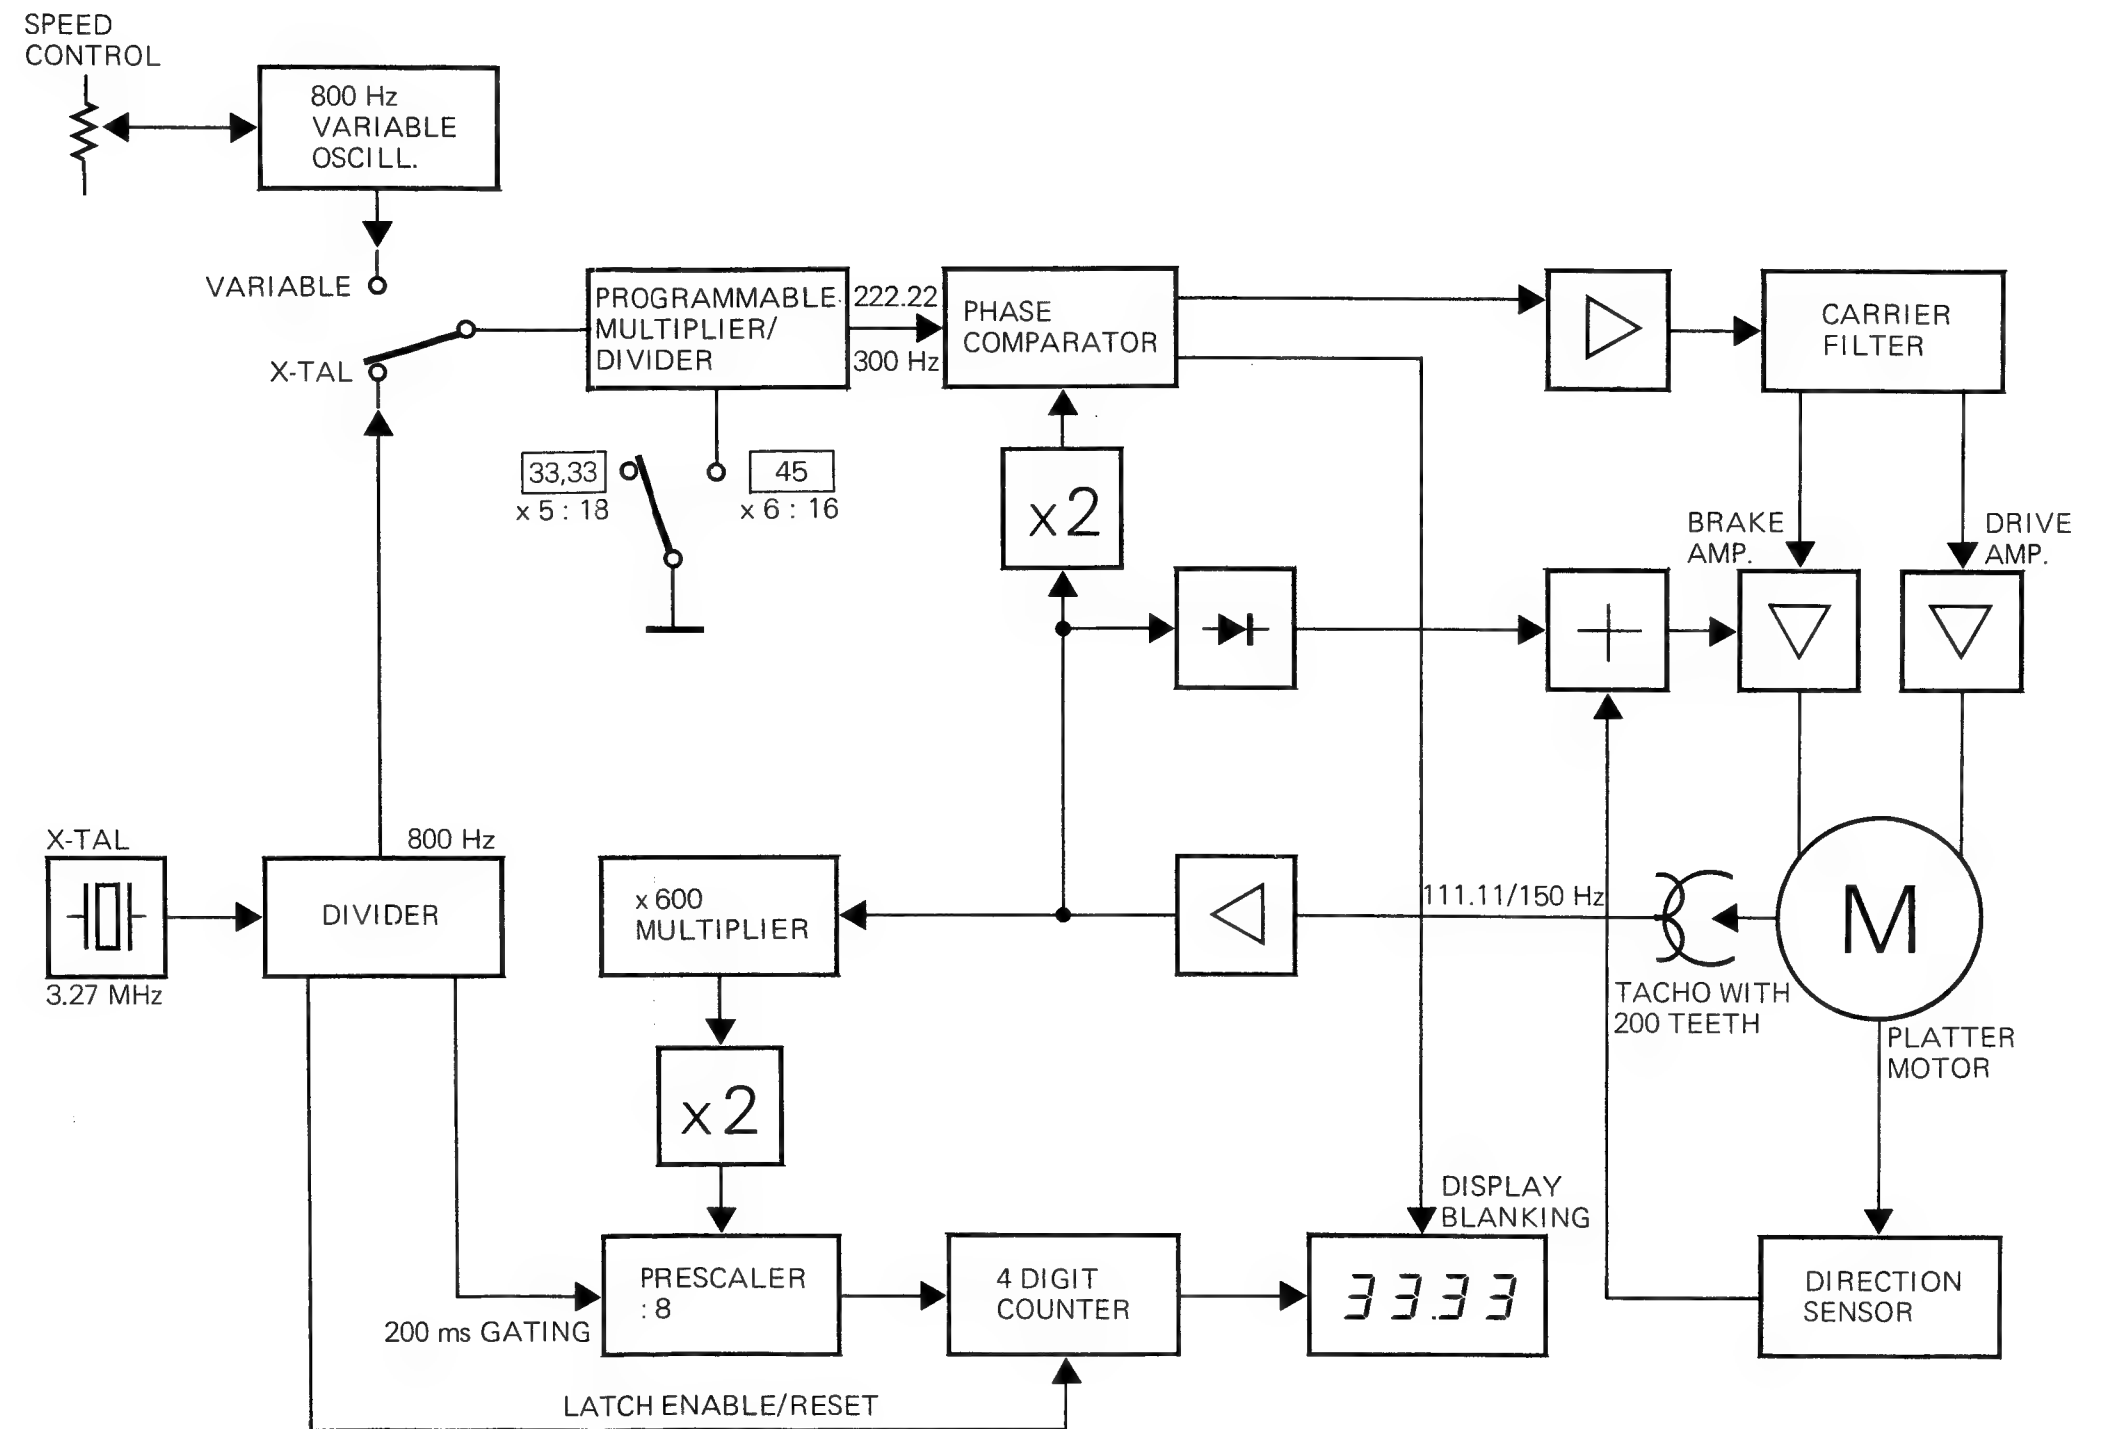 SPEED
CONTROL
800 Hz
VARIABLE
OSCILL.
VARIABLE
X-TAL
PROGRAMMABLE
MULTIPLIER/
DIVIDER
222.22
300 Hz
PHASE
COMPARATOR
CARRIER
FILTER
33,33
x 5 : 18
45
x 6 : 16
x2
BRAKE
AMP.
DRIVE
AMP.
X-TAL
3.27 MHz
800 Hz
DIVIDER
x 600
MULTIPLIER
111.11/150 Hz
M
TACHO WITH
200 TEETH
PLATTER
MOTOR
x2
DISPLAY
BLANKING
200 ms GATING
PRESCALER
: 8
4 DIGIT
COUNTER
33.33
DIRECTION
SENSOR
LATCH ENABLE/RESET